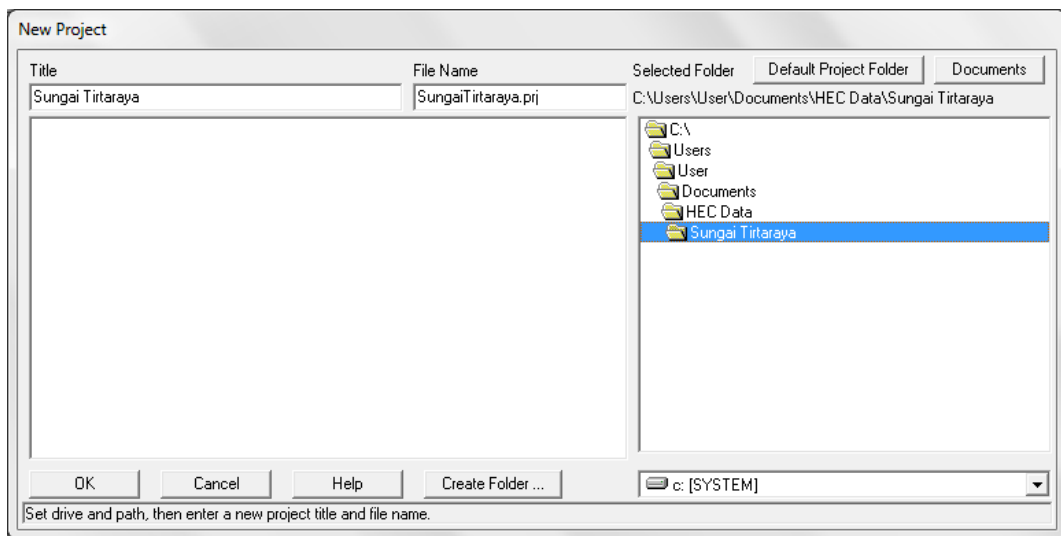 New Project
Title File Name Selected Folder Default Project Folder Documents
Sungai Tirtaraya SungaiTirtaraya.prj C:\Users\User\Documents\HEC Data\Sungai Tirtaraya
C:\
Users
User
Documents
HEC Data
Sungai Tirtaraya
OK Cancel Help Create Folder ... c: [SYSTEM]
Set drive and path, then enter a new project title and file name.